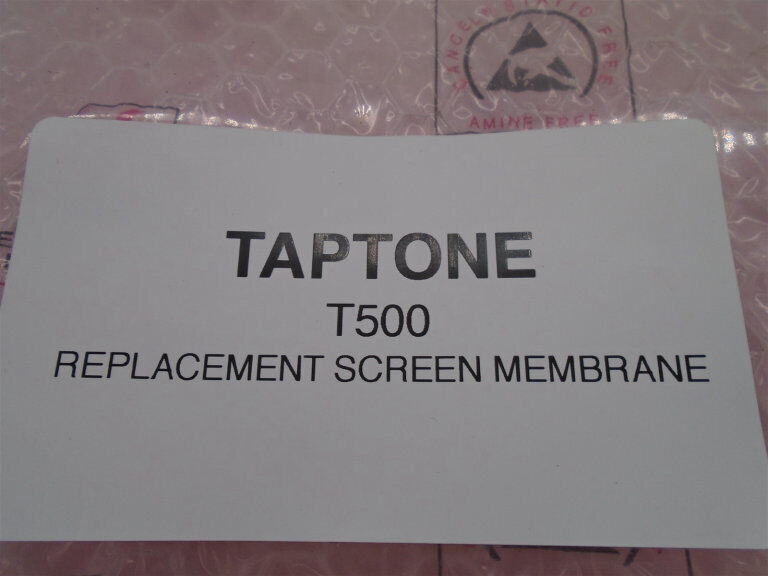 AMINE FREE
TAPTONE
T500
REPLACEMENT SCREEN MEMBRANE